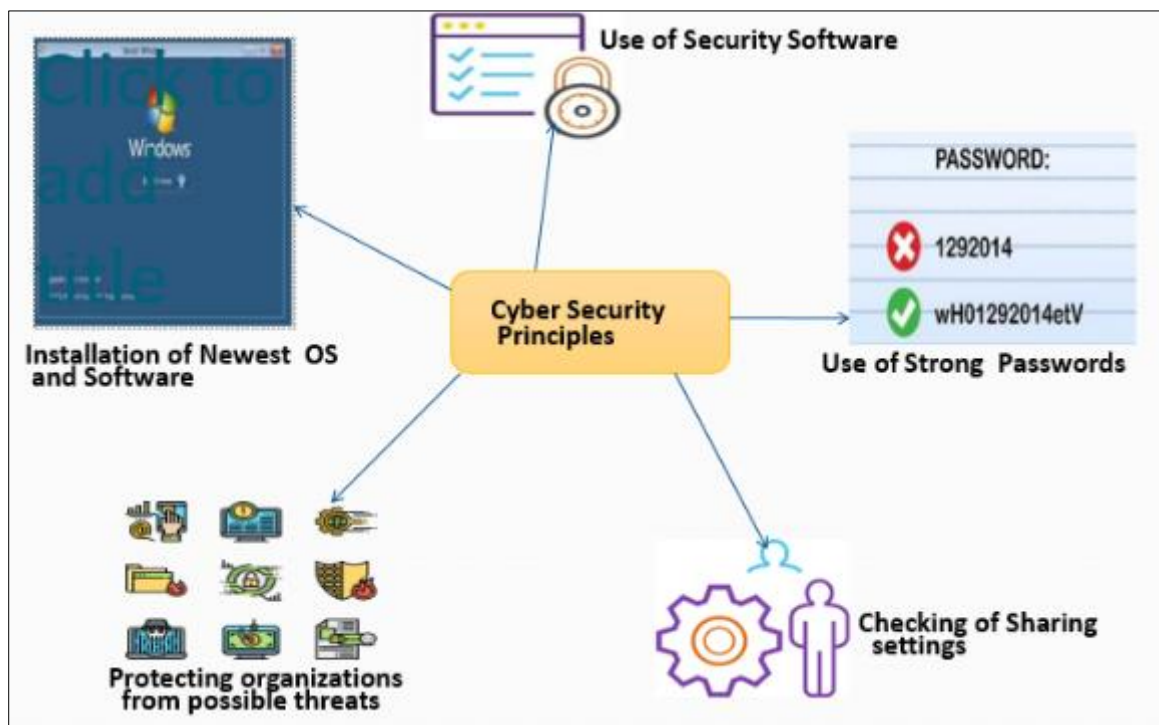 Use of Security Software
Click to
add
title
Windows
PASSWORD:
1292014
wH01292014etV
Cyber Security
Principles
Installation of Newest OS
and Software
Use of Strong Passwords
Protecting organizations
from possible threats
Checking of Sharing
settings